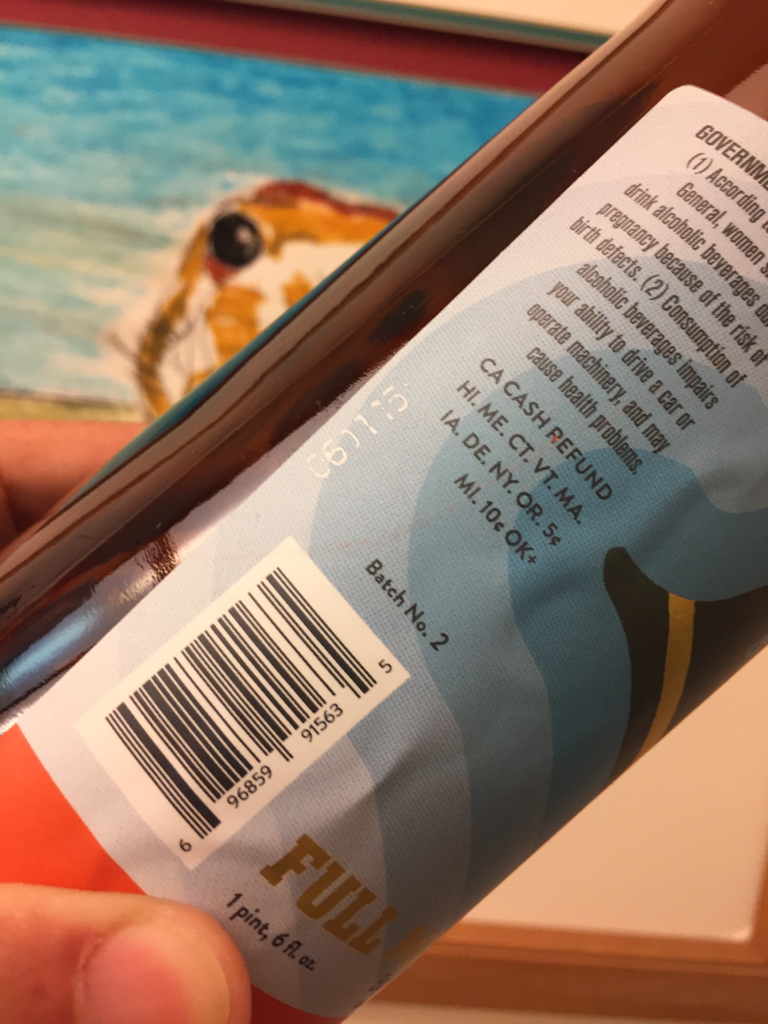 GOVERNME
(1) According t
General, women s
drink alcoholic beverages d
pregnancy because of the risk of
birth defects. (2) Consumption of
alcoholic beverages impairs
your ability to drive a car or
operate machinery, and may
cause health problems.
CA CASH REFUND
HI. ME. CT. VT. MA.
IA. DE. NY. OR. 5¢
MI. 10¢ OK+
Batch No. 2
6 96859 91563 5
FULL
1 pint, 6 fl. oz.